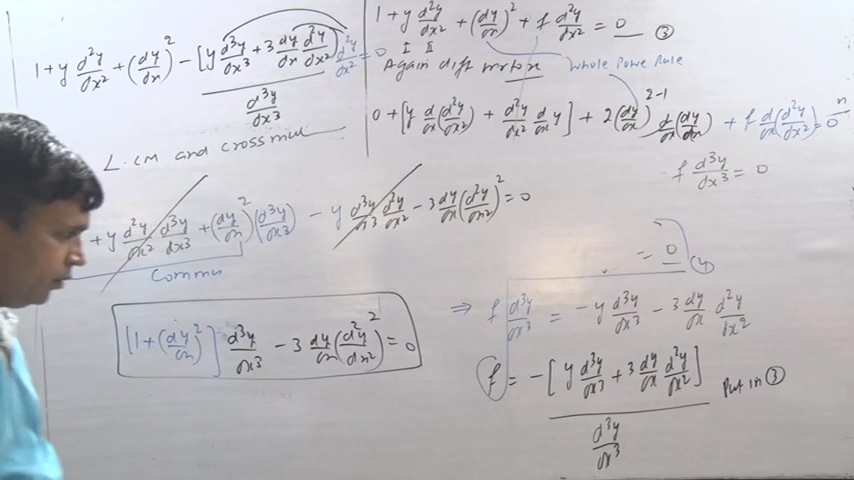 1 + y d²y/dx² + (dy/dx)² - [y d³y/dx³ + 3 dy/dx d²y/dx²] / d³y/dx³ d²y/dx² = 0
L.CM and crossmul
+ y d²y/dx² d³y/dx³ + (dy/dx)² (d³y/dx³) - y d³y/dx³ d²y/dx² - 3 dy/dx (d²y/dx²)² = 0
Commun
[1 + (dy/dx)²] d³y/dx³ - 3 dy/dx (d²y/dx²)² = 0
1 + y d²y/dx² + (dy/dx)² + f d²y/dx² = 0 ③
I II
Again diff w.r.to x
whole Power Rule
0 + [y d/dx (d²y/dx²) + d²y/dx² d/dx y] + 2 (dy/dx)²⁻¹ d/dx (dy/dx) + f d/dx (d²y/dx²) = 0
f d³y/dx³ = 0
= 0 ④
⇒ f d³y/dx³ = - y d³y/dx³ - 3 dy/dx d²y/dx²
f = - [y d³y/dx³ + 3 dy/dx d²y/dx²] / d³y/dx³ Put in ③